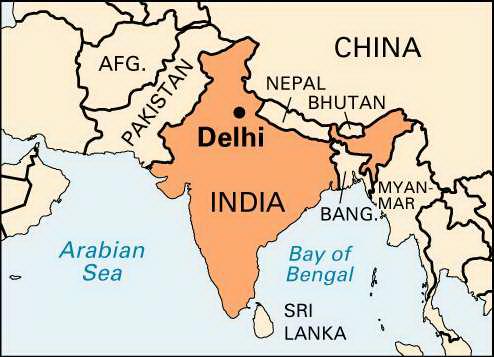 CHINA
AFG.
PAKISTAN
NEPAL
BHUTAN
Delhi
INDIA
BANG.
MYAN-
MAR
Arabian
Sea
Bay of
Bengal
SRI
LANKA